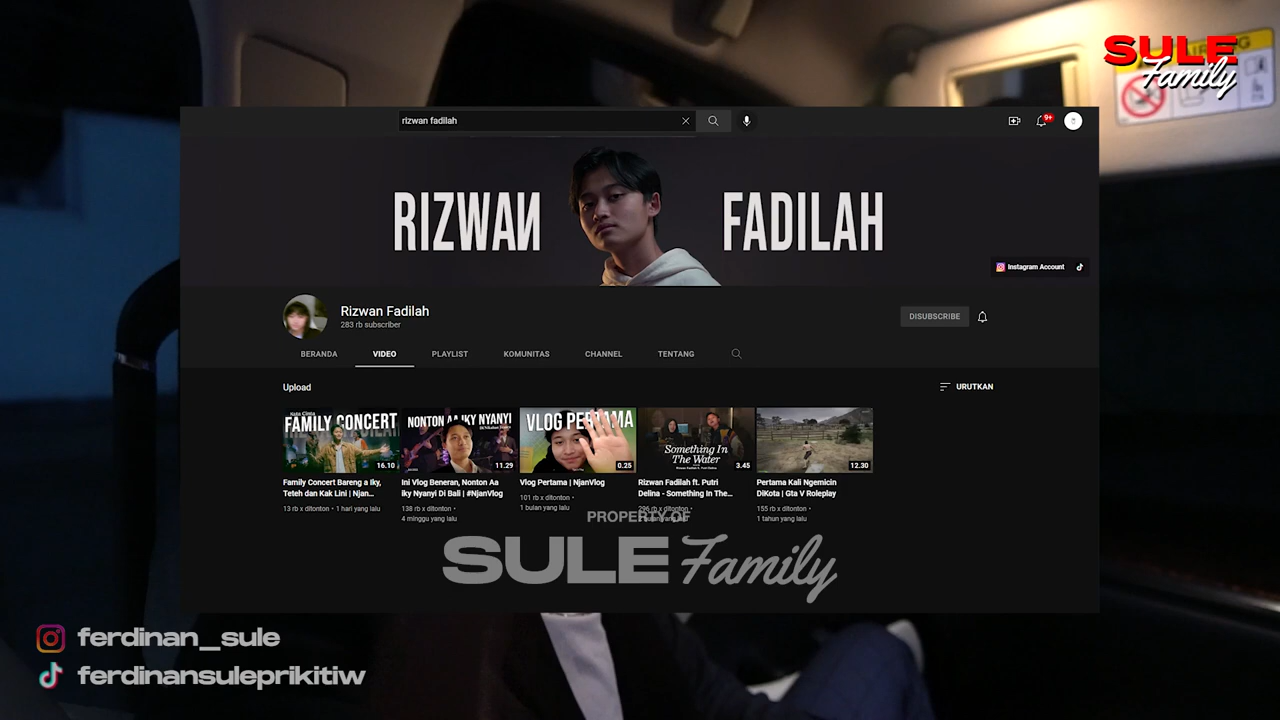 SULE
Family
rizwan fadilah
9+
RIZWAN
FADILAH
Instagram Account
Rizwan Fadilah
283 rb subscriber
DISUBSCRIBE
BERANDA
VIDEO
PLAYLIST
KOMUNITAS
CHANNEL
TENTANG
Upload
URUTKAN
FAMILY CONCERT
16.10
NONTON AA IKY NYANYI
11.29
VLOG PERTAMA
0.25
Something In
The Water
3.45
12.30
Family Concert Bareng a Iky,
Teteh dan Kak Lini | Njan...
13 rb x ditonton • 1 hari yang lalu
Ini Vlog Beneran, Nonton Aa
iky Nyanyi Di Bali | #NjanVlog
138 rb x ditonton •
4 minggu yang lalu
Vlog Pertama | NjanVlog
101 rb x ditonton •
1 bulan yang lalu
Rizwan Fadilah ft. Putri
Delina - Something In The...
296 rb x ditonton •
Pertama Kali Ngemicin
DiKota | Gta V Roleplay
155 rb x ditonton •
1 tahun yang lalu
PROPERTY OF
SULE Family
ferdinan_sule
ferdinansuleprikitiw